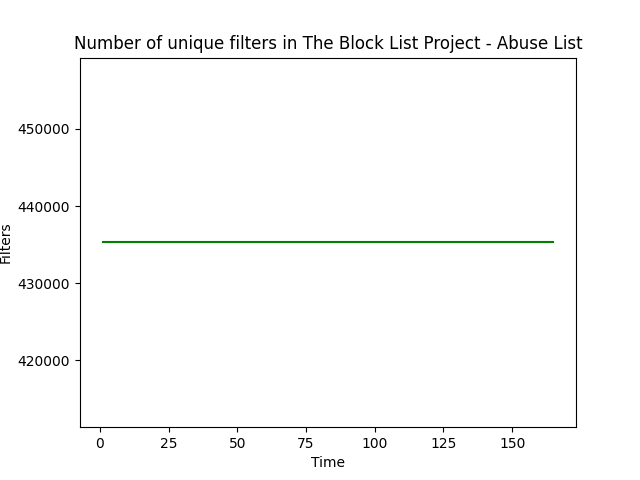 Number of unique filters in The Block List Project - Abuse List
450000
440000
430000
420000
Filters
0 25 50 75 100 125 150
Time